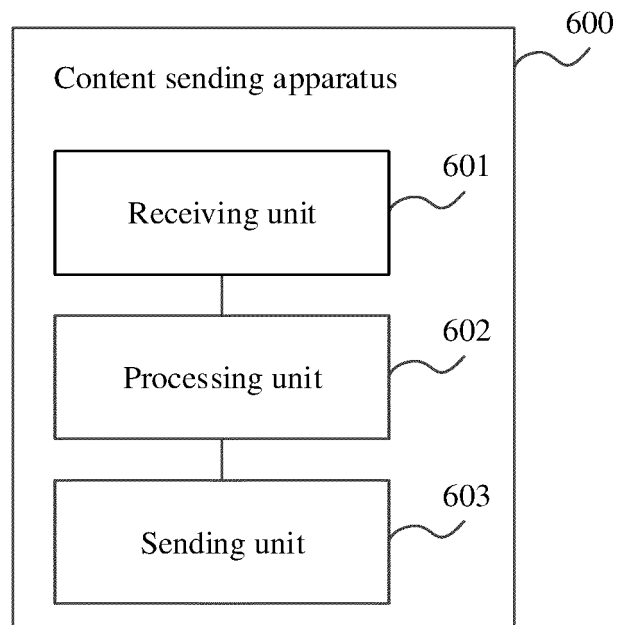 600
Content sending apparatus
601
Receiving unit
602
Processing unit
603
Sending unit